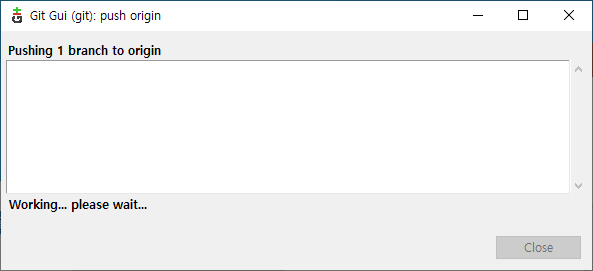 Git Gui (git): push origin
Pushing 1 branch to origin
Working... please wait...
Close